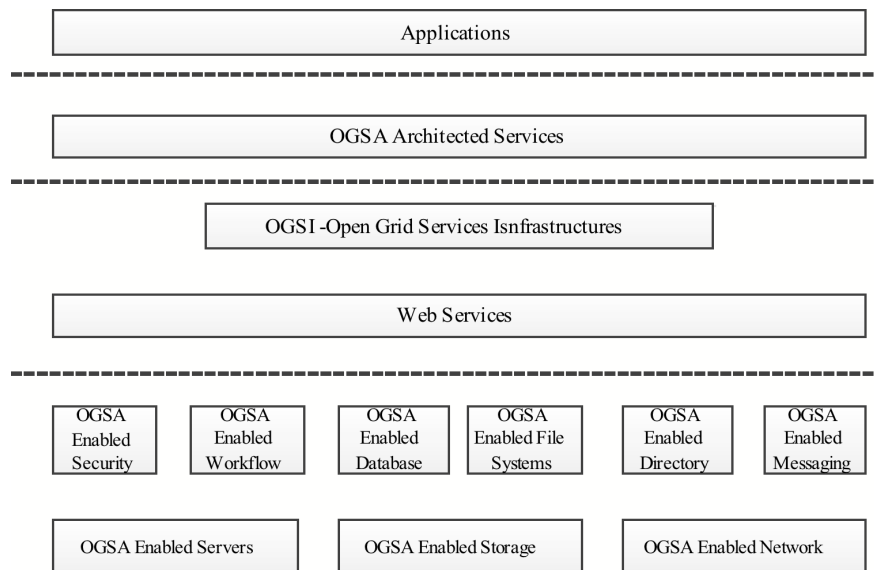 Applications
OGSA Architected Services
OGSI -Open Grid Services Isnfrastructures
Web Services
OGSA
Enabled
Security
OGSA
Enabled
Workflow
OGSA
Enabled
Database
OGSA
Enabled File
Systems
OGSA
Enabled
Directory
OGSA
Enabled
Messaging
OGSA Enabled Servers
OGSA Enabled Storage
OGSA Enabled Network